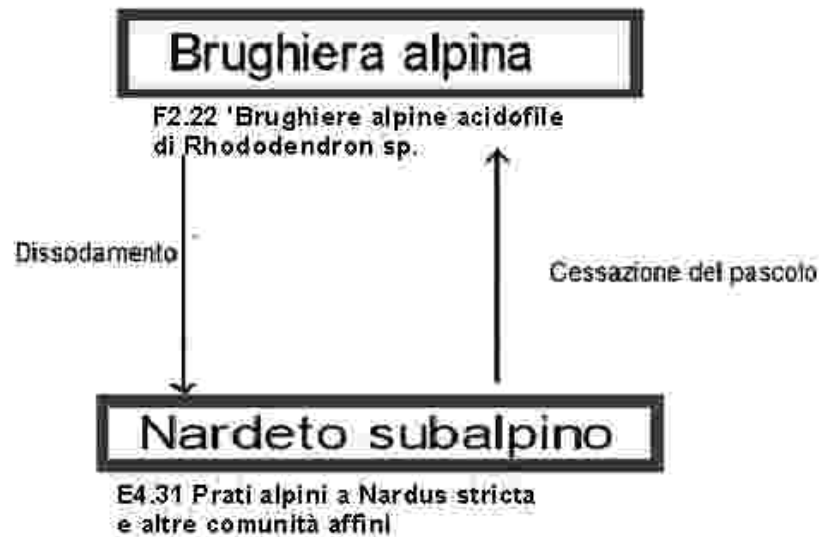 Brughiera alpina
F2.22 'Brughiere alpine acidofile
di Rhododendron sp.
Dissodamento
Cessazione del pascolo
Nardeto subalpino
E4.31 Prati alpini a Nardus stricta
e altre comunità affini